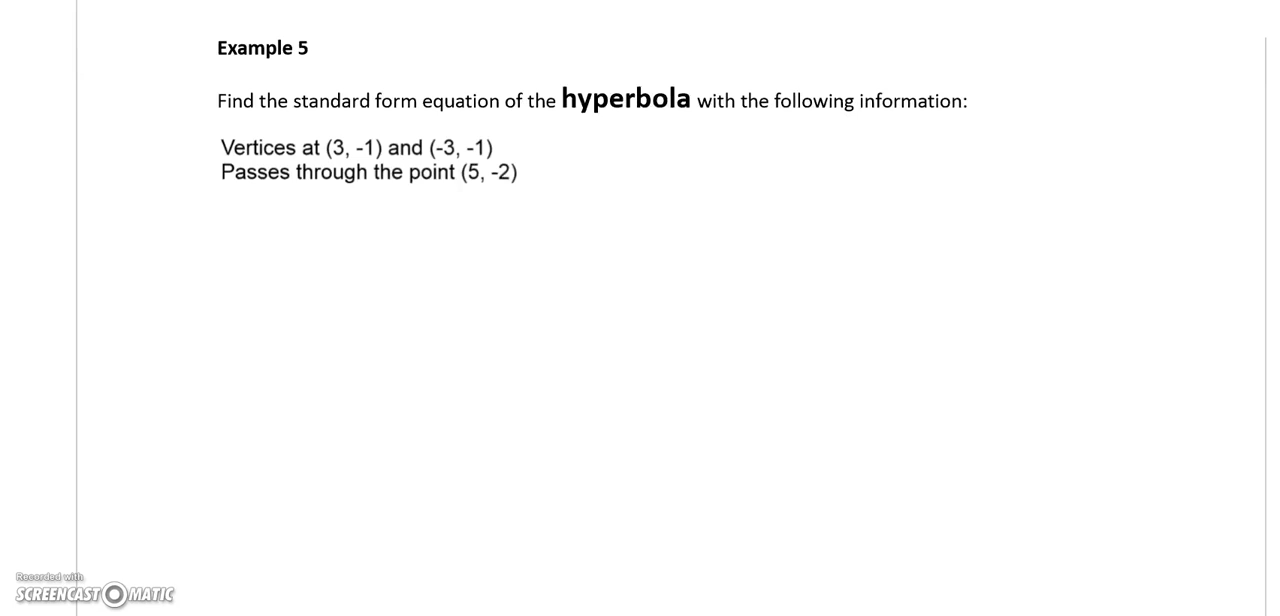 Example 5
Find the standard form equation of the hyperbola with the following information:
Vertices at (3, -1) and (-3, -1)
Passes through the point (5, -2)
Recorded with
SCREENCAST O MATIC